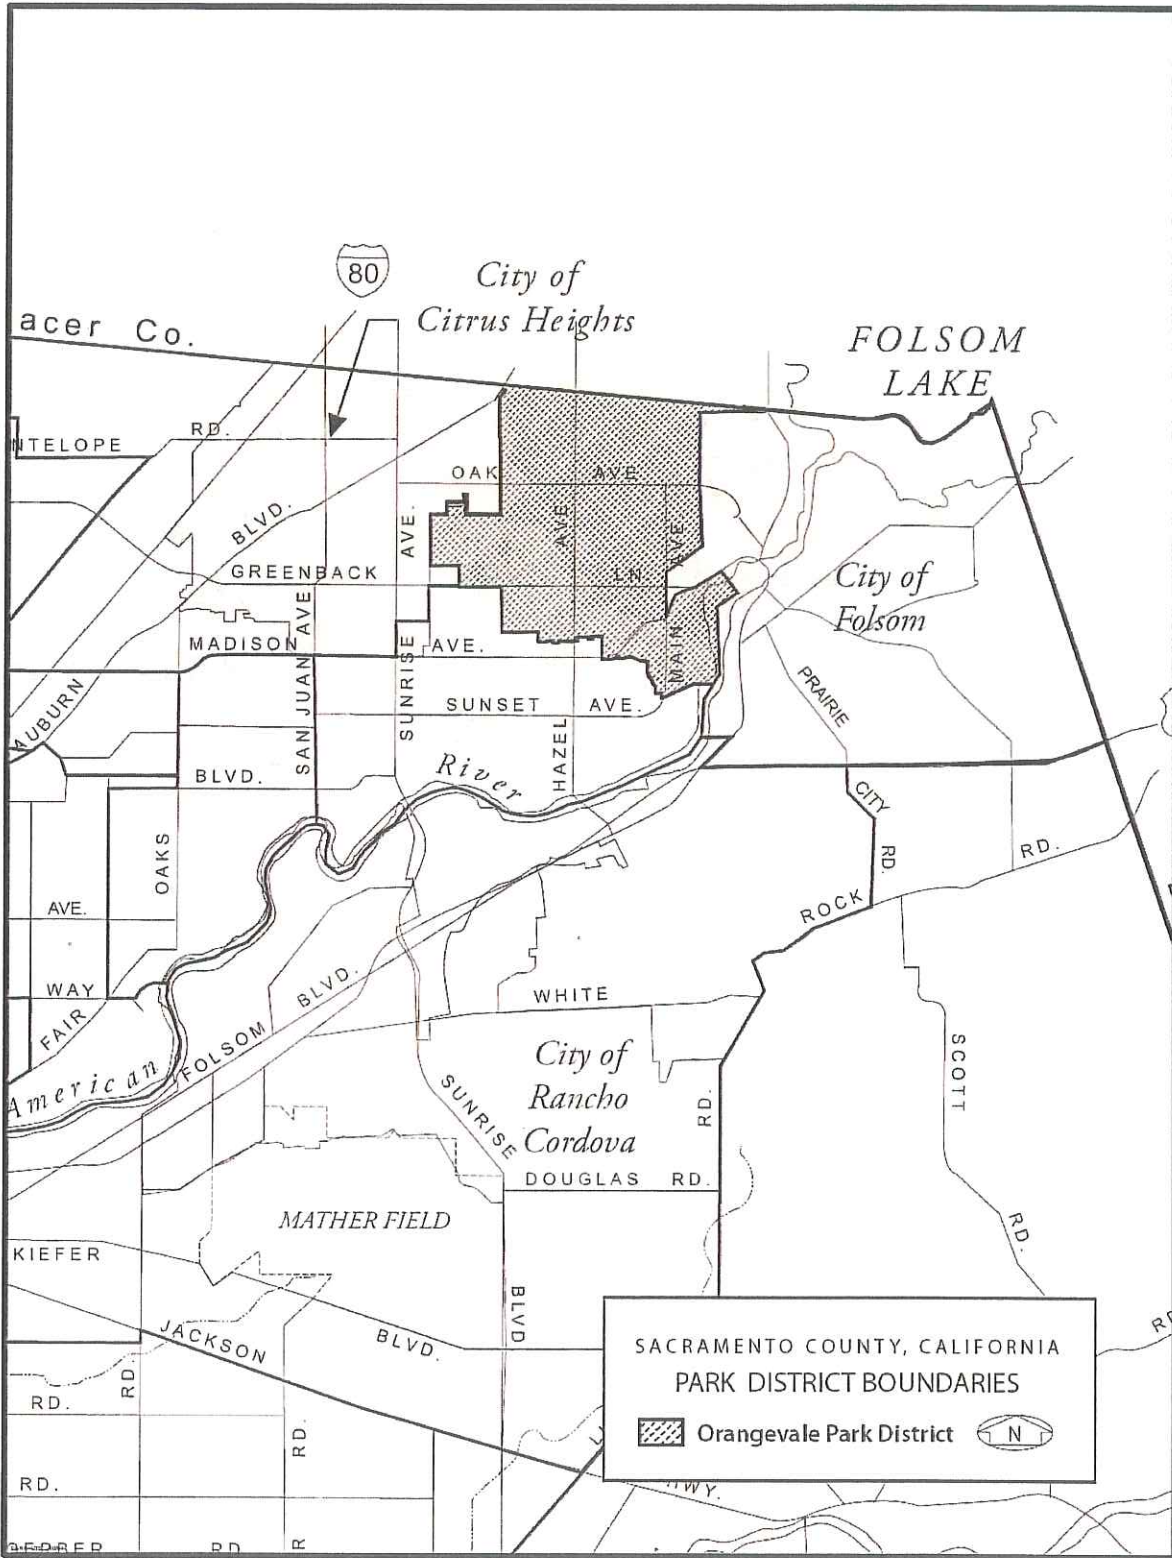 80
City of
Citrus Heights
acer Co.
FOLSOM
LAKE
NTELOPE
RD.
OAK
AVE
BLVD.
AVE.
AVE
AVE
GREENBACK
LN.
City of
Folsom
SAN JUAN AVE
MADISON
AVE.
SUNRISE
MAIN
AUBURN
SUNSET
AVE.
PRAIRIE
HAZEL
River
BLVD.
CITY
RD.
RD.
OAKS
ROCK
AVE.
WAY
FAIR
FOLSOM
BLVD.
WHITE
American
City of
Rancho
Cordova
SCOTT
SUNRISE
RD.
DOUGLAS RD.
MATHER FIELD
RD.
KIEFER
BLVD
JACKSON
BLVD.
RD.
RD.
RD.
RD.
SACRAMENTO COUNTY, CALIFORNIA
PARK DISTRICT BOUNDARIES
Orangevale Park District
N
HWY.
RD